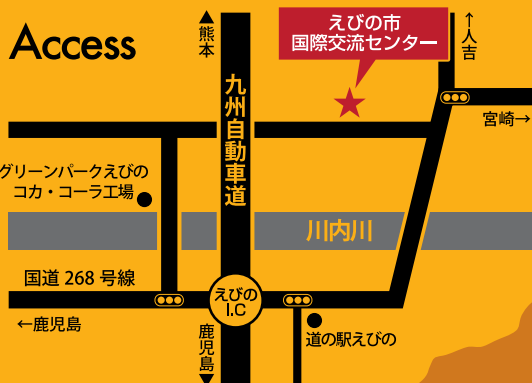 Access
▲熊本
えびの市
国際交流センター
↑人吉
九州自動車道
宮崎→
グリーンパークえびの
コカ・コーラ工場
川内川
国道 268 号線
えびの
I.C
←鹿児島
鹿児島▼
道の駅えびの